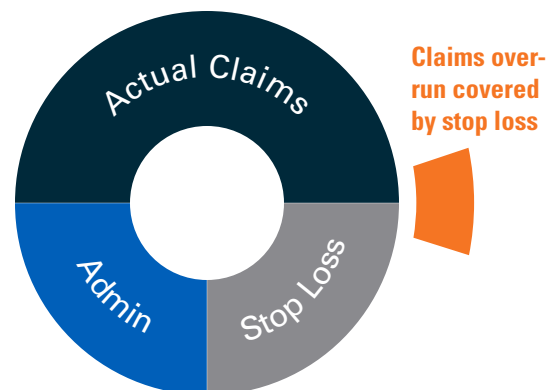 Actual Claims
Claims over-
run covered
by stop loss
Admin
Stop Loss